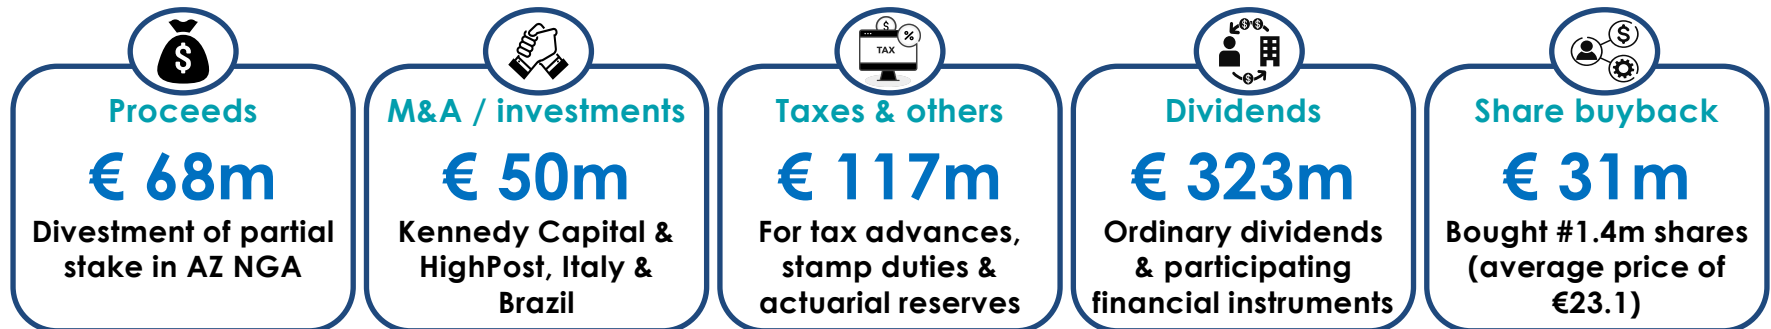 $
Proceeds
€ 68m
Divestment of partial
stake in AZ NGA
M&A / investments
€ 50m
Kennedy Capital &
HighPost, Italy &
Brazil
$
%
TAX
Taxes & others
€ 117m
For tax advances,
stamp duties &
actuarial reserves
$ $
$
Dividends
€ 323m
Ordinary dividends
& participating
financial instruments
$
Share buyback
€ 31m
Bought #1.4m shares
(average price of
€23.1)